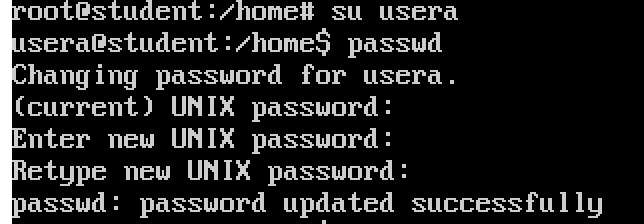 root@student:/home# su usera
usera@student:/home$ passwd
Changing password for usera.
(current) UNIX password:
Enter new UNIX password:
Retype new UNIX password:
passwd: password updated successfully